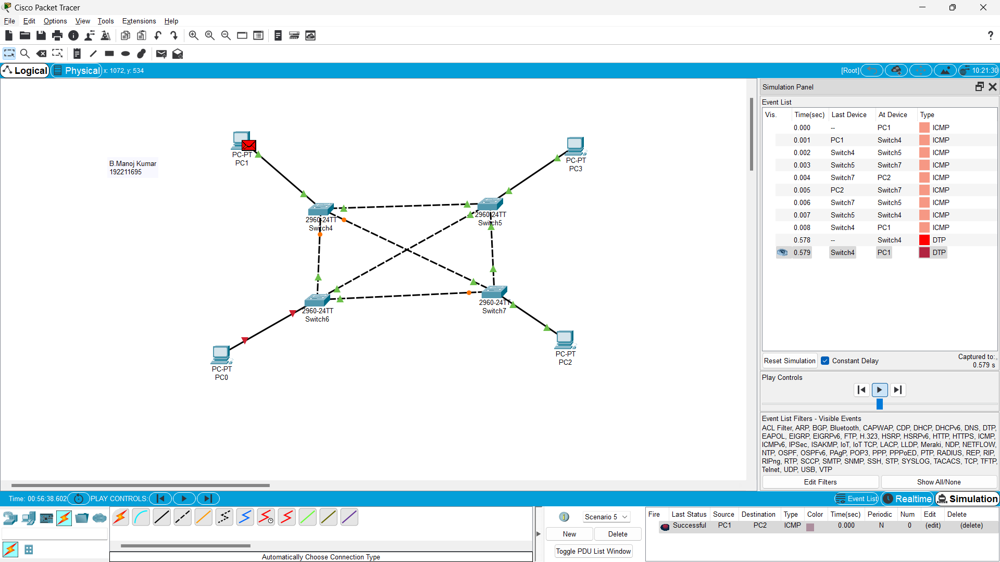 Cisco Packet Tracer
File Edit Options View Tools Extensions Help
Logical Physical x: 1072, y: 534 [Root] 10:21:30
PC-PT
PC1
B.Manoj Kumar
192211695
PC-PT
PC3
2960-24TT
Switch4
2960-24TT
Switch5
2960-24TT
Switch6
2960-24TT
Switch7
PC-PT
PC0
PC-PT
PC2
Simulation Panel
Event List
Vis. Time(sec) Last Device At Device Type
0.000 -- PC1 ICMP
0.001 PC1 Switch4 ICMP
0.002 Switch4 Switch5 ICMP
0.003 Switch5 Switch7 ICMP
0.004 Switch7 PC2 ICMP
0.005 PC2 Switch7 ICMP
0.006 Switch7 Switch5 ICMP
0.007 Switch5 Switch4 ICMP
0.008 Switch4 PC1 ICMP
0.578 -- Switch4 DTP
0.579 Switch4 PC1 DTP
Reset Simulation Constant Delay Captured to:
0.579 s
Play Controls
Event List Filters - Visible Events
ACL Filter, ARP, BGP, Bluetooth, CAPWAP, CDP, DHCP, DHCPv6, DNS, DTP,
EAPOL, EIGRP, EIGRPv6, FTP, H.323, HSRP, HSRPv6, HTTP, HTTPS, ICMP,
ICMPv6, IPSec, ISAKMP, IoT, IoT TCP, LACP, LLDP, Meraki, NDP, NETFLOW,
NTP, OSPF, OSPFv6, PAgP, POP3, PPP, PPPoED, PTP, RADIUS, REP, RIP,
RIPng, RTP, SCCP, SMTP, SNMP, SSH, STP, SYSLOG, TACACS, TCP, TFTP,
Telnet, UDP, USB, VTP
Edit Filters Show All/None
Time: 00:56:38.602 PLAY CONTROLS: Event List Realtime Simulation
Scenario 5
New Delete
Toggle PDU List Window
Fire Last Status Source Destination Type Color Time(sec) Periodic Num Edit Delete
Successful PC1 PC2 ICMP 0.000 N 0 (edit) (delete)
Automatically Choose Connection Type